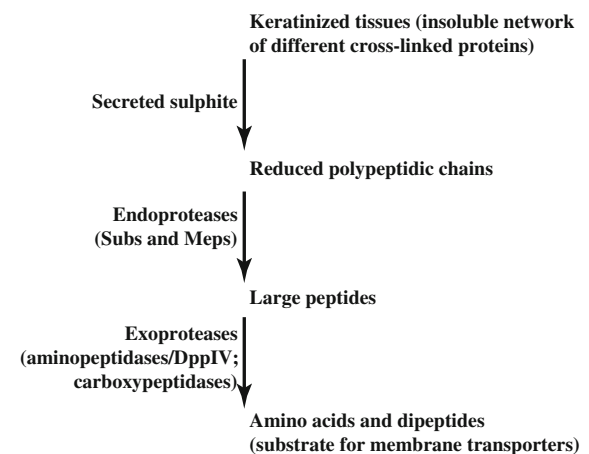 Keratinized tissues (insoluble network
of different cross-linked proteins)
Secreted sulphite
Reduced polypeptidic chains
Endoproteases
(Subs and Meps)
Large peptides
Exoproteases
(aminopeptidases/DppIV;
carboxypeptidases)
Amino acids and dipeptides
(substrate for membrane transporters)